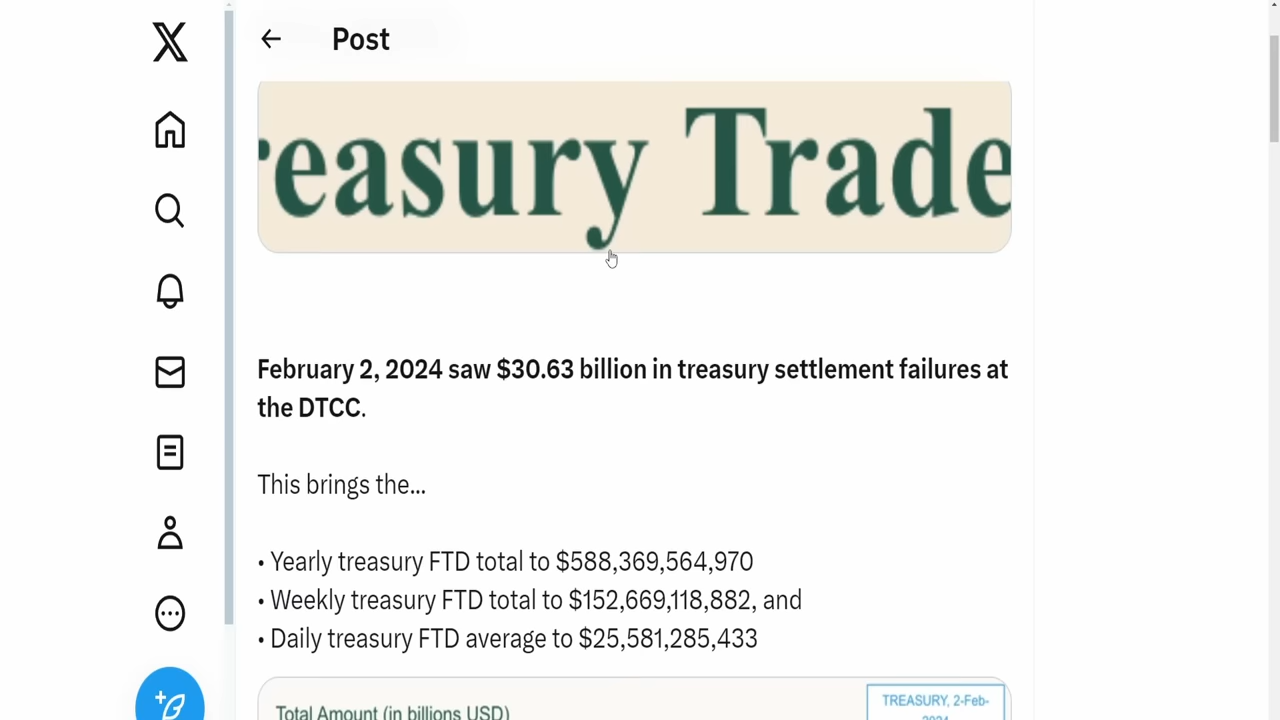 Post
reasury Trade
February 2, 2024 saw $30.63 billion in treasury settlement failures at
the DTCC.
This brings the...
• Yearly treasury FTD total to $588,369,564,970
• Weekly treasury FTD total to $152,669,118,882, and
• Daily treasury FTD average to $25,581,285,433
Total Amount (in billions USD)
TREASURY, 2-Feb-
2024